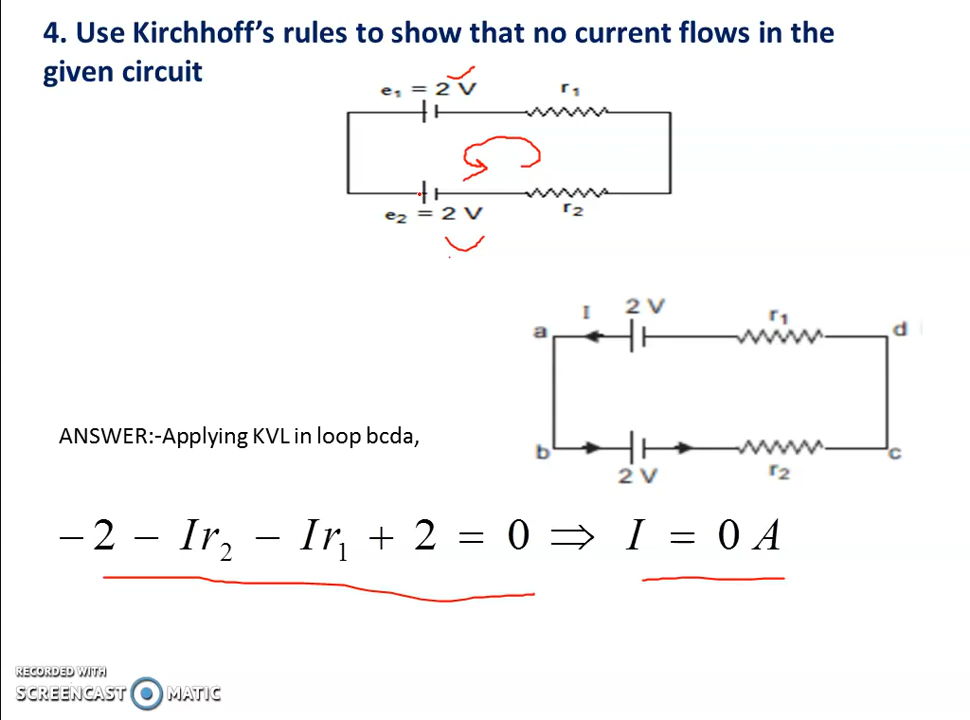 4. Use Kirchhoff's rules to show that no current flows in the
given circuit
e₁ = 2 V
r₁
e₂ = 2 V
r₂
I
2 V
r₁
a
d
ANSWER:-Applying KVL in loop bcda,
b
c
2 V
r₂
− 2 − Ir₂ − Ir₁ + 2 = 0 ⇒ I = 0 A
RECORDED WITH
SCREENCAST MATIC